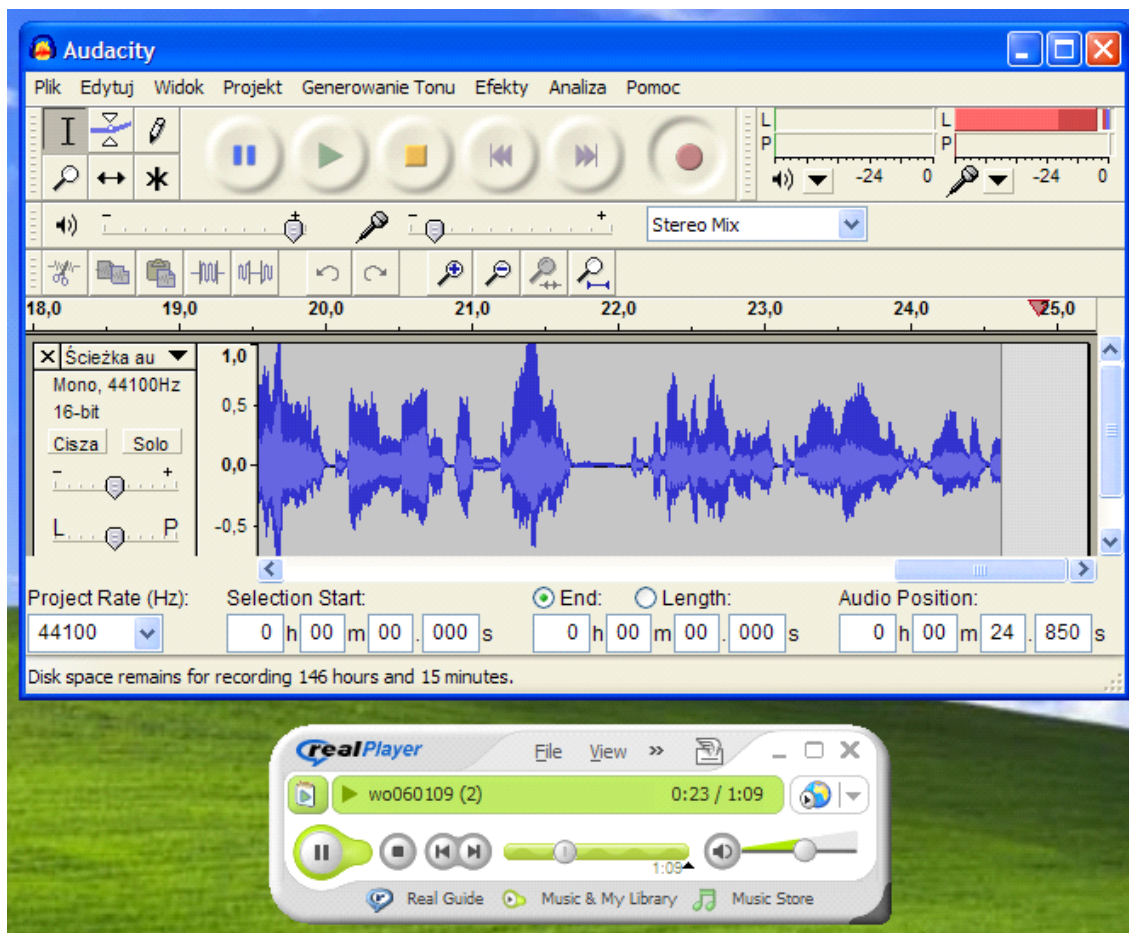 Audacity
Plik Edytuj Widok Projekt Generowanie Tonu Efekty Analiza Pomoc
L L
P P
-24 0 -24 0
- + - + Stereo Mix
18,0 19,0 20,0 21,0 22,0 23,0 24,0 25,0
Ścieżka au 1,0
Mono, 44100Hz
16-bit 0,5
Cisza Solo
- + 0,0
L P -0,5
Project Rate (Hz): Selection Start: End: Length: Audio Position:
44100 0 h 00 m 00 . 000 s 0 h 00 m 00 . 000 s 0 h 00 m 24 . 850 s
Disk space remains for recording 146 hours and 15 minutes.
realPlayer File View »
wo060109 (2) 0:23 / 1:09
1:09
Real Guide Music & My Library Music Store